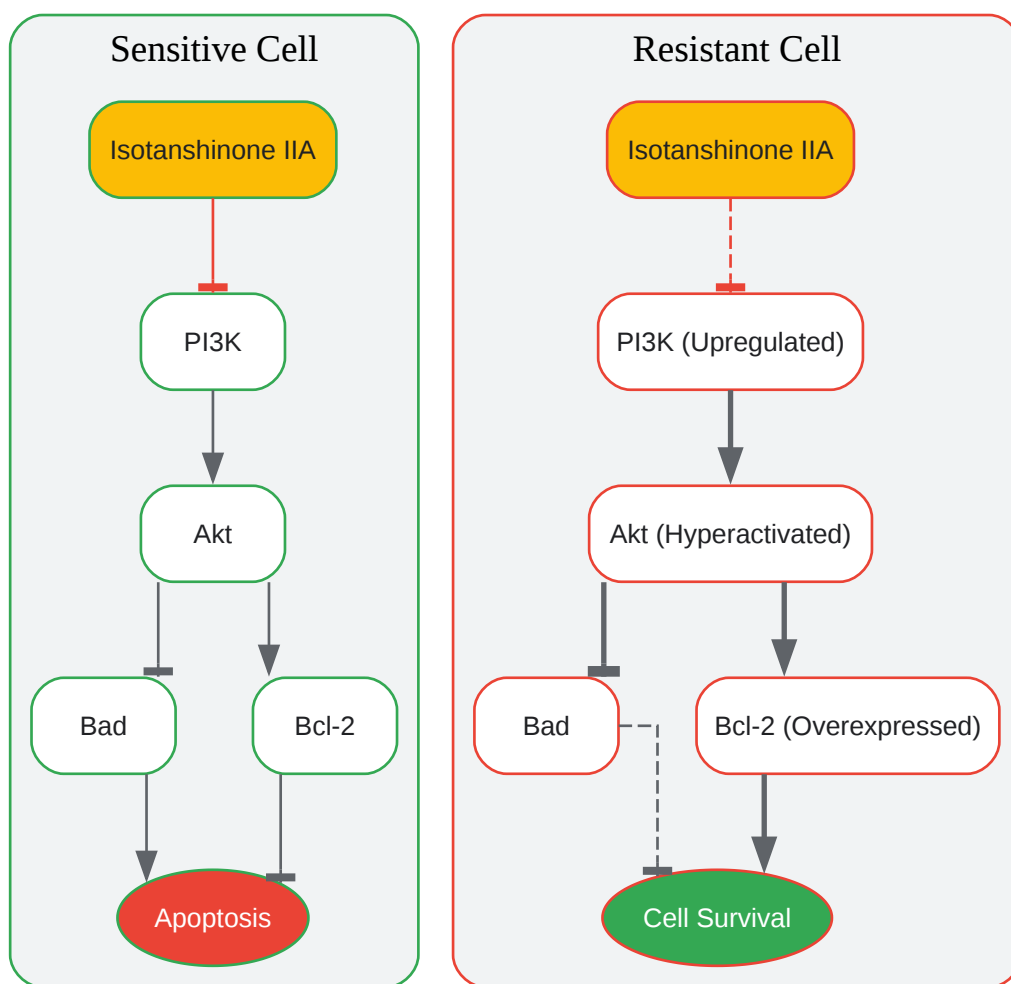 Sensitive Cell
Isotanshinone IIA
PI3K
Akt
Bad
Bcl-2
Apoptosis
Resistant Cell
Isotanshinone IIA
PI3K (Upregulated)
Akt (Hyperactivated)
Bad
Bcl-2 (Overexpressed)
Cell Survival